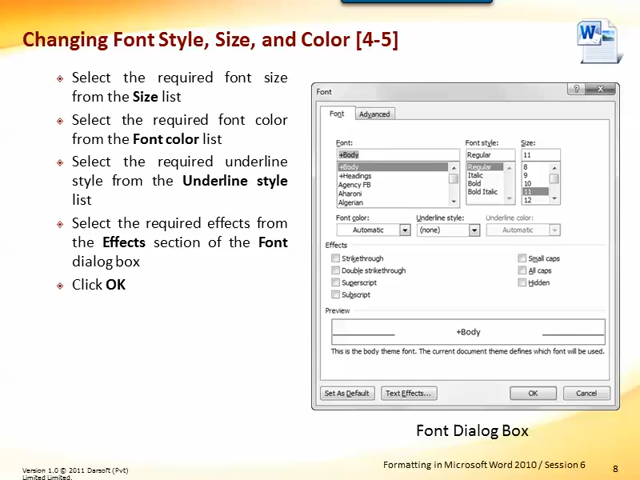 Changing Font Style, Size, and Color [4-5]
Select the required font size
from the Size list
Select the required font color
from the Font color list
Select the required underline
style from the Underline style
list
Select the required effects from
the Effects section of the Font
dialog box
Click OK
W
Font
? X
Font Advanced
Font: Font style: Size:
+Body Regular 11
+Body Regular 8
+Headings Italic 9
Agency FB Bold 10
Aharoni Bold Italic 11
Algerian 12
Font color: Underline style: Underline color:
Automatic (none) Automatic
Effects
Strikethrough Small caps
Double strikethrough All caps
Superscript Hidden
Subscript
Preview
+Body
This is the body theme font. The current document theme defines which font will be used.
Set As Default Text Effects... OK Cancel
Font Dialog Box
Version 1.0 © 2011 Darsoft (Pvt)
Limited Limited.
Formatting in Microsoft Word 2010 / Session 6
8